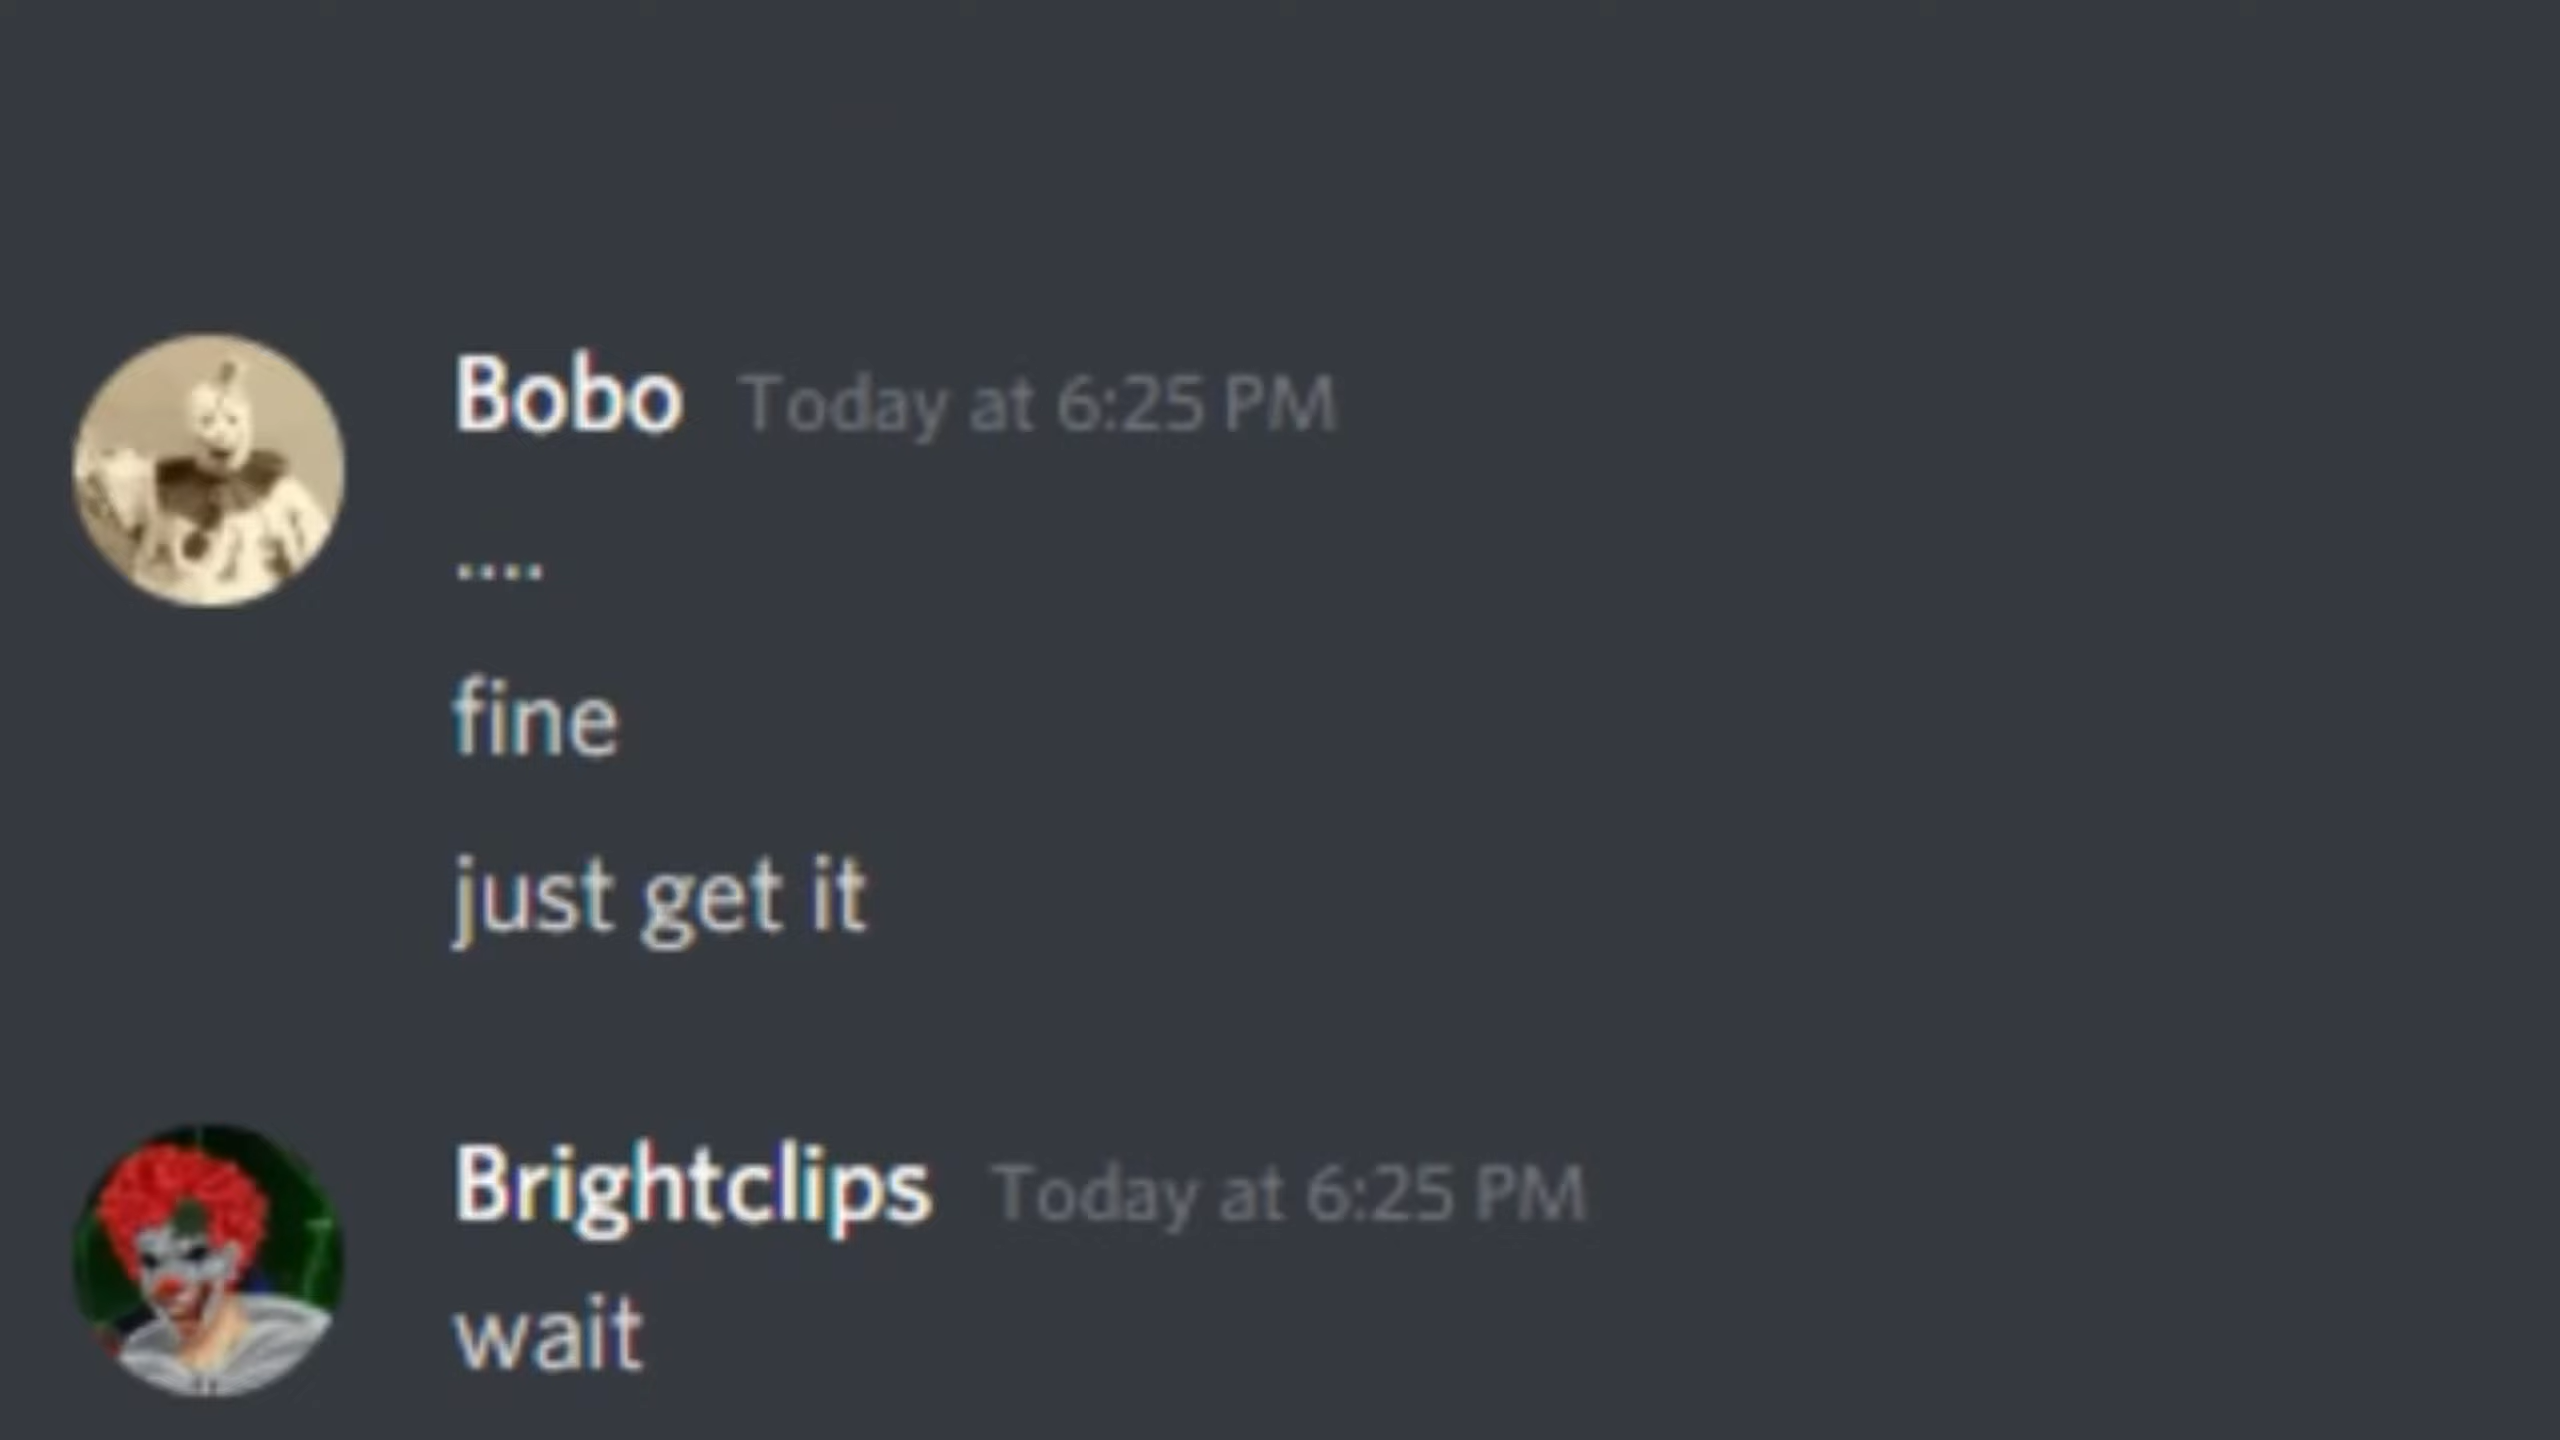 Bobo Today at 6:25 PM
....
fine
just get it
Brightclips Today at 6:25 PM
wait